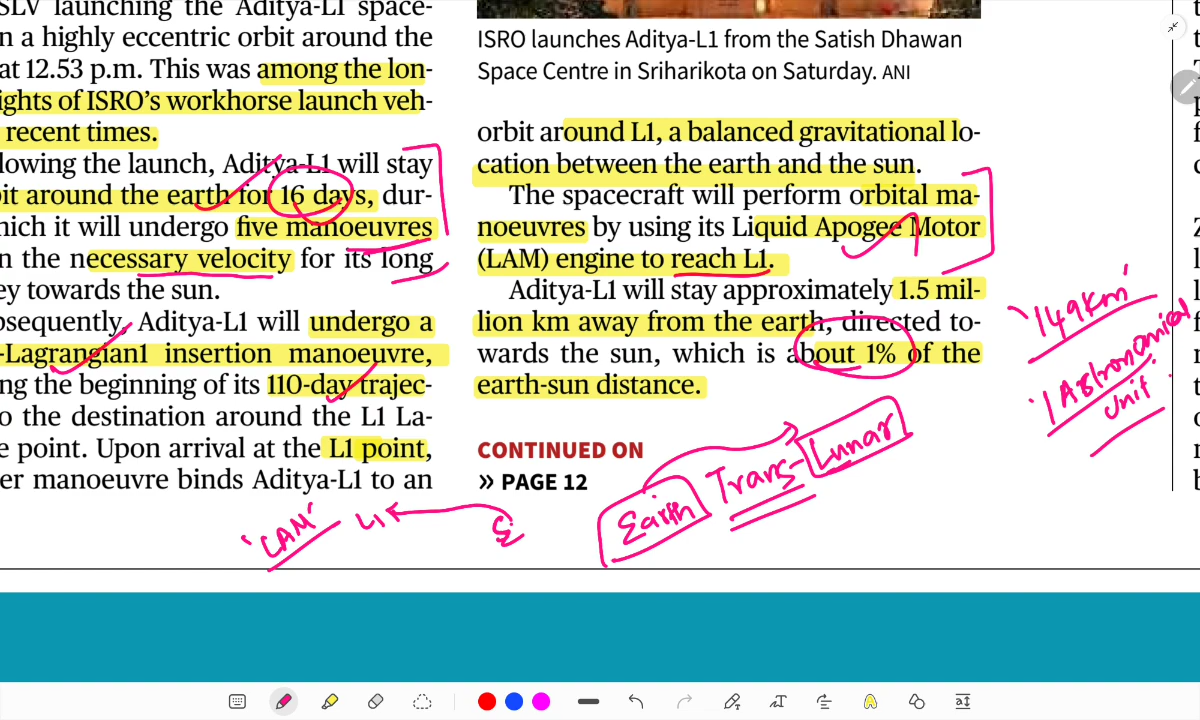 SLV launching the Aditya-L1 space-
n a highly eccentric orbit around the
at 12.53 p.m. This was among the lon-
ights of ISRO's workhorse launch veh-
recent times.
lowing the launch, Aditya-L1 will stay
bit around the earth for 16 days, dur-
hich it will undergo five manoeuvres
n the necessary velocity for its long
ey towards the sun.
bsequently, Aditya-L1 will undergo a
-Lagrangian1 insertion manoeuvre,
ng the beginning of its 110-day trajec-
o the destination around the L1 La-
e point. Upon arrival at the L1 point,
er manoeuvre binds Aditya-L1 to an
ISRO launches Aditya-L1 from the Satish Dhawan
Space Centre in Sriharikota on Saturday. ANI
orbit around L1, a balanced gravitational lo-
cation between the earth and the sun.
The spacecraft will perform orbital ma-
noeuvres by using its Liquid Apogee Motor
(LAM) engine to reach L1.
Aditya-L1 will stay approximately 1.5 mil-
lion km away from the earth, directed to-
wards the sun, which is about 1% of the
earth-sun distance.
CONTINUED ON
» PAGE 12
'149km'
'1 Astronomical
Unit'
Earth Trans-Lunar
'LAM' L1 E